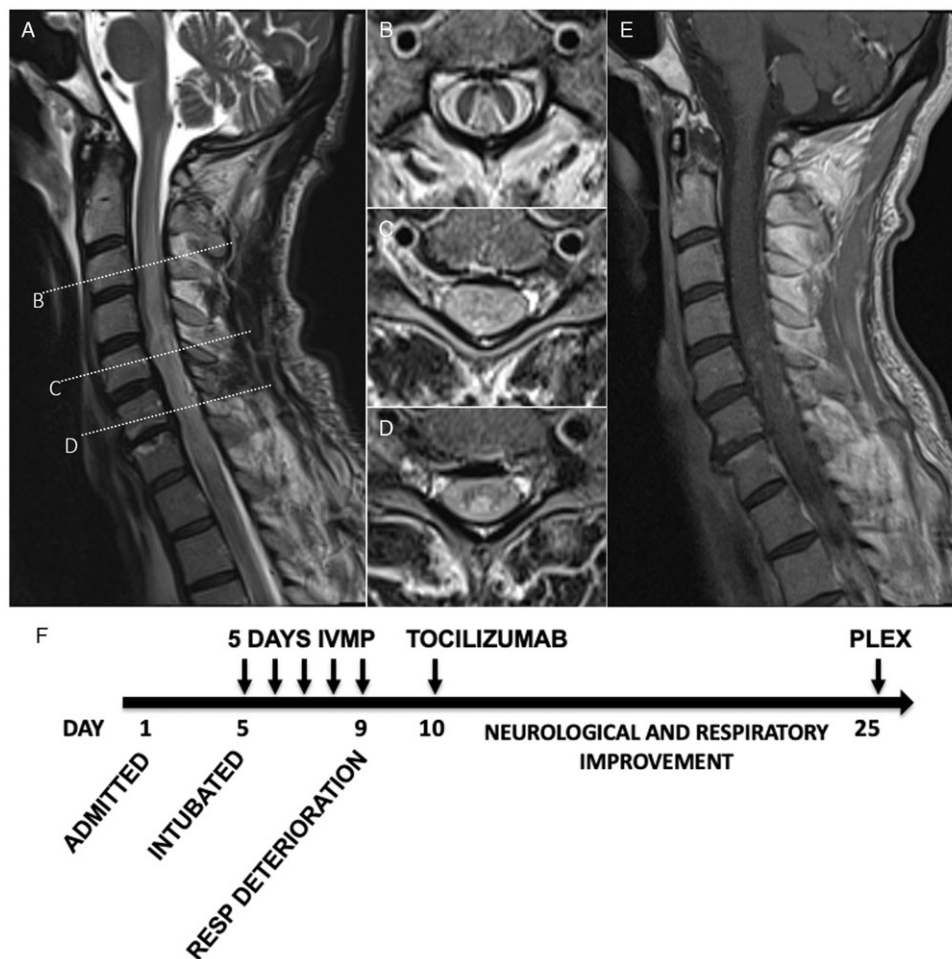 A
B
E
B
C
C
D
D
F
5 DAYS IVMP
TOCILIZUMAB
PLEX
DAY
1
5
9
10
NEUROLOGICAL AND RESPIRATORY
IMPROVEMENT
25
ADMITTED
INTUBATED
RESP DETERIORATION